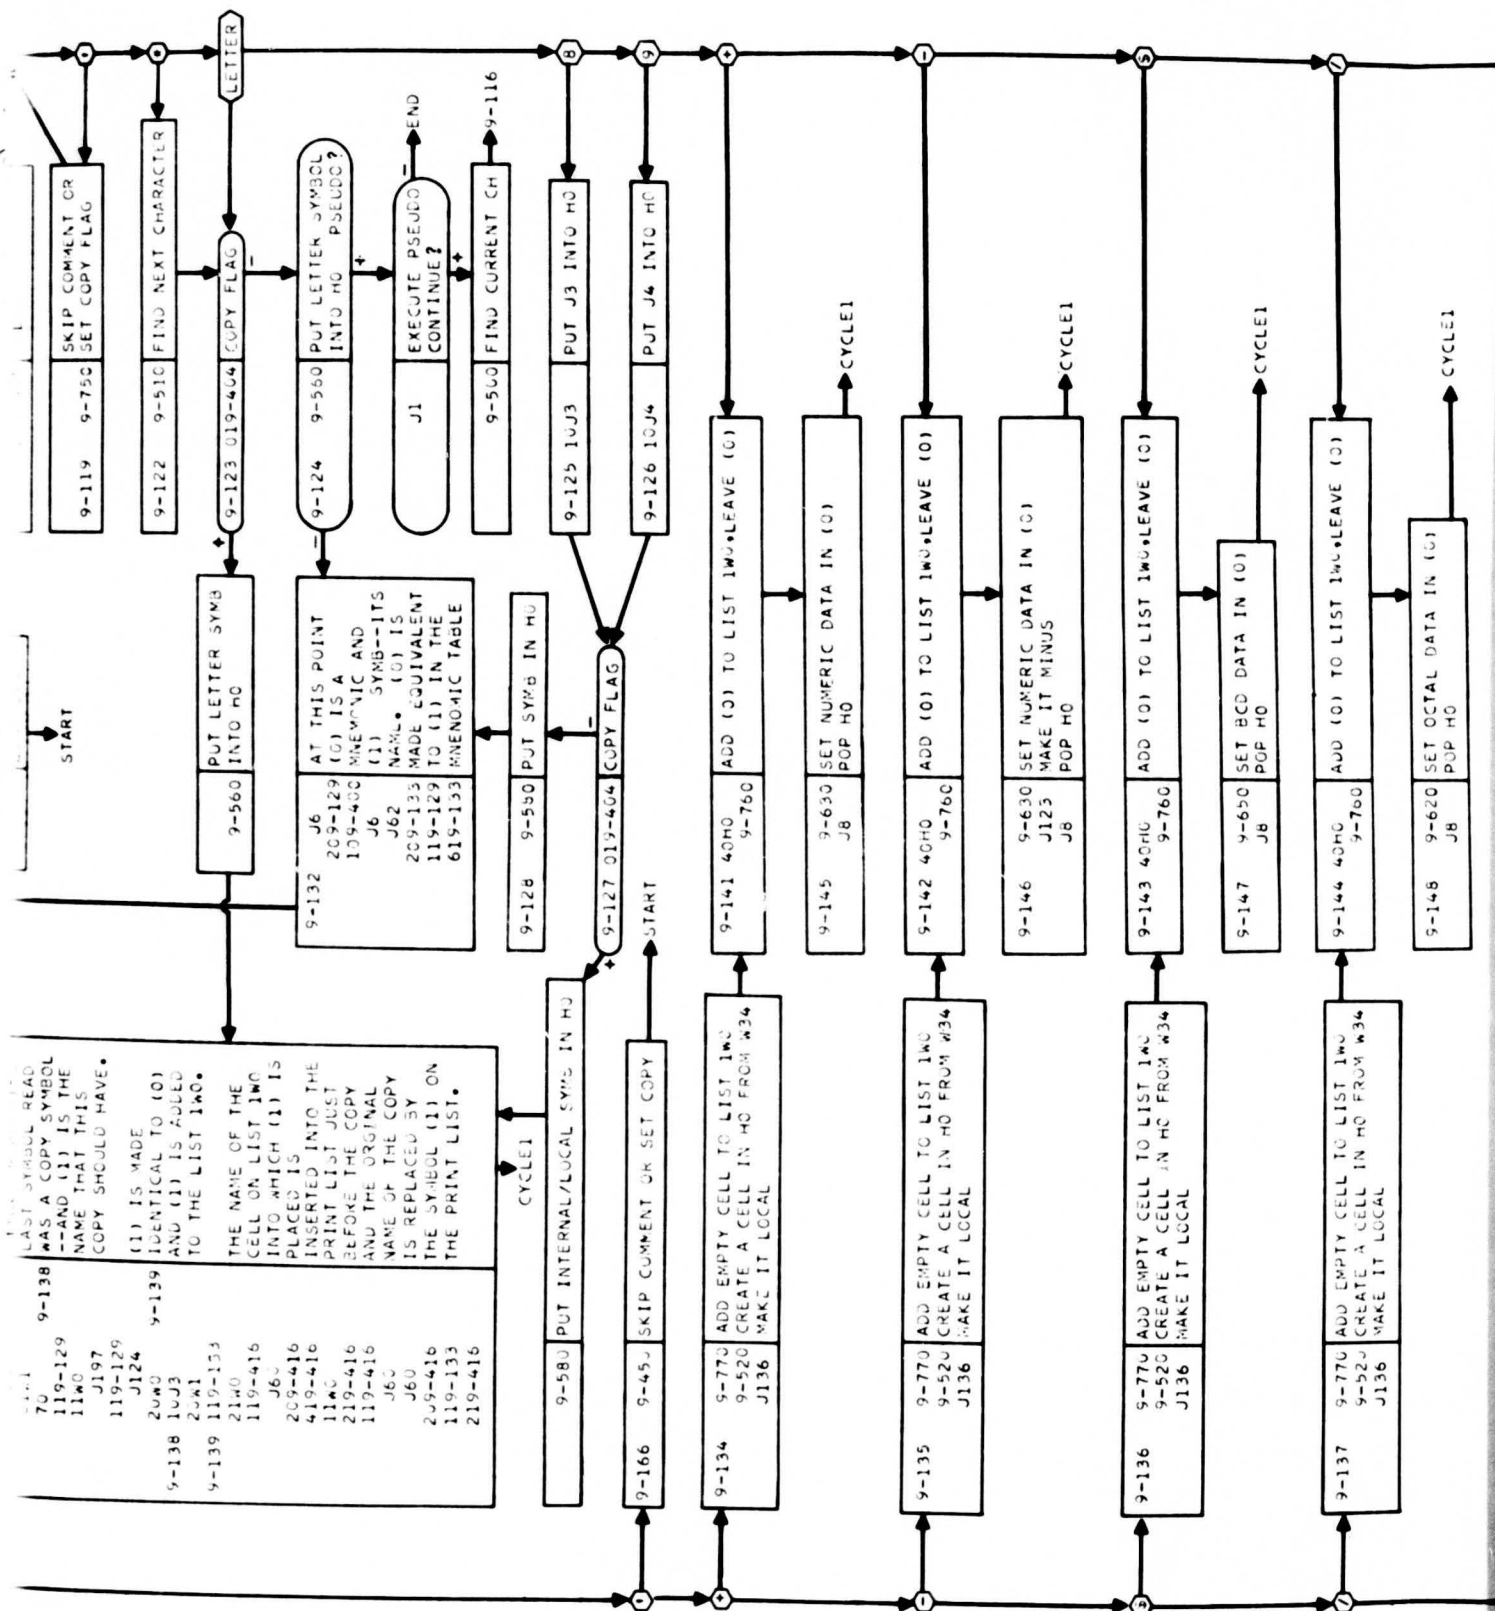 START
LAST SYMBOL READ
70 9-138 WAS A COPY SYMBOL
119-129 --AND (1) IS THE
11W0 NAME THAT THIS
J197 COPY SHOULD HAVE.
119-129
J124 (1) IS MADE
20W0 9-139 IDENTICAL TO (0)
9-138 10J3 AND (1) IS ADDED
20W1 TO THE LIST 1W0.
9-139 119-133
21W0 THE NAME OF THE
119-416 CELL ON LIST 1W0
J60 INTO WHICH (1) IS
209-416 PLACED IS
419-416 INSERTED INTO THE
11W0 PRINT LIST JUST
219-416 BEFORE THE COPY
119-416 AND THE ORGINAL
J60 NAME OF THE COPY
J60 IS REPLACED BY
209-416 THE SYMBOL (1) ON
119-133 THE PRINT LIST.
219-416
CYCLE1
9-580 PUT INTERNAL/LOCAL SYMB IN H0
9-166 9-450 SKIP COMMENT OR SET COPY
START
9-134 9-770 ADD EMPTY CELL TO LIST 1W0
9-520 CREATE A CELL IN H0 FROM W34
J136 MAKE IT LOCAL
9-135 9-770 ADD EMPTY CELL TO LIST 1W0
9-520 CREATE A CELL IN H0 FROM W34
J136 MAKE IT LOCAL
9-136 9-770 ADD EMPTY CELL TO LIST 1W0
9-520 CREATE A CELL IN H0 FROM W34
J136 MAKE IT LOCAL
9-137 9-770 ADD EMPTY CELL TO LIST 1W0
9-520 CREATE A CELL IN H0 FROM W34
J136 MAKE IT LOCAL
+
-
$
/
9-560 PUT LETTER SYMB
INTO H0
9-132 J6 AT THIS POINT
209-129 (0) IS A
109-400 MNEMONIC AND
J6 (1) SYMB--ITS
J62 NAME. (0) IS
209-133 MADE EQUIVALENT
119-129 TO (1) IN THE
619-133 MNENOMIC TABLE
9-128 9-580 PUT SYMB IN H0
9-127 019-404 COPY FLAG
+
-
9-141 40H0 ADD (0) TO LIST 1W0.LEAVE (0)
9-760
9-145 9-630 SET NUMERIC DATA IN (0)
J8 POP H0
CYCLE1
9-142 40H0 ADD (0) TO LIST 1W0.LEAVE (0)
9-760
9-146 9-630 SET NUMERIC DATA IN (0)
J123 MAKE IT MINUS
J8 POP H0
CYCLE1
9-143 40H0 ADD (0) TO LIST 1W0.LEAVE (0)
9-760
9-147 9-650 SET BCD DATA IN (0)
J8 POP H0
CYCLE1
9-144 40H0 ADD (0) TO LIST 1W0.LEAVE (0)
9-760
9-148 9-620 SET OCTAL DATA IN (0)
J8 POP H0
CYCLE1
9-119 9-750 SKIP COMMENT OR
SET COPY FLAG
9-122 9-510 FIND NEXT CHARACTER
9-123 019-404 COPY FLAG
+
-
9-124 9-560 PUT LETTER SYMBOL
INTO H0 PSEUDO?
-
+
J1 EXECUTE PSEUDO
CONTINUE?
-
END
+
9-500 FIND CURRENT CH
9-116
9-125 10J3 PUT J3 INTO H0
9-126 10J4 PUT J4 INTO H0
LETTER
8
9
+
-
$
/